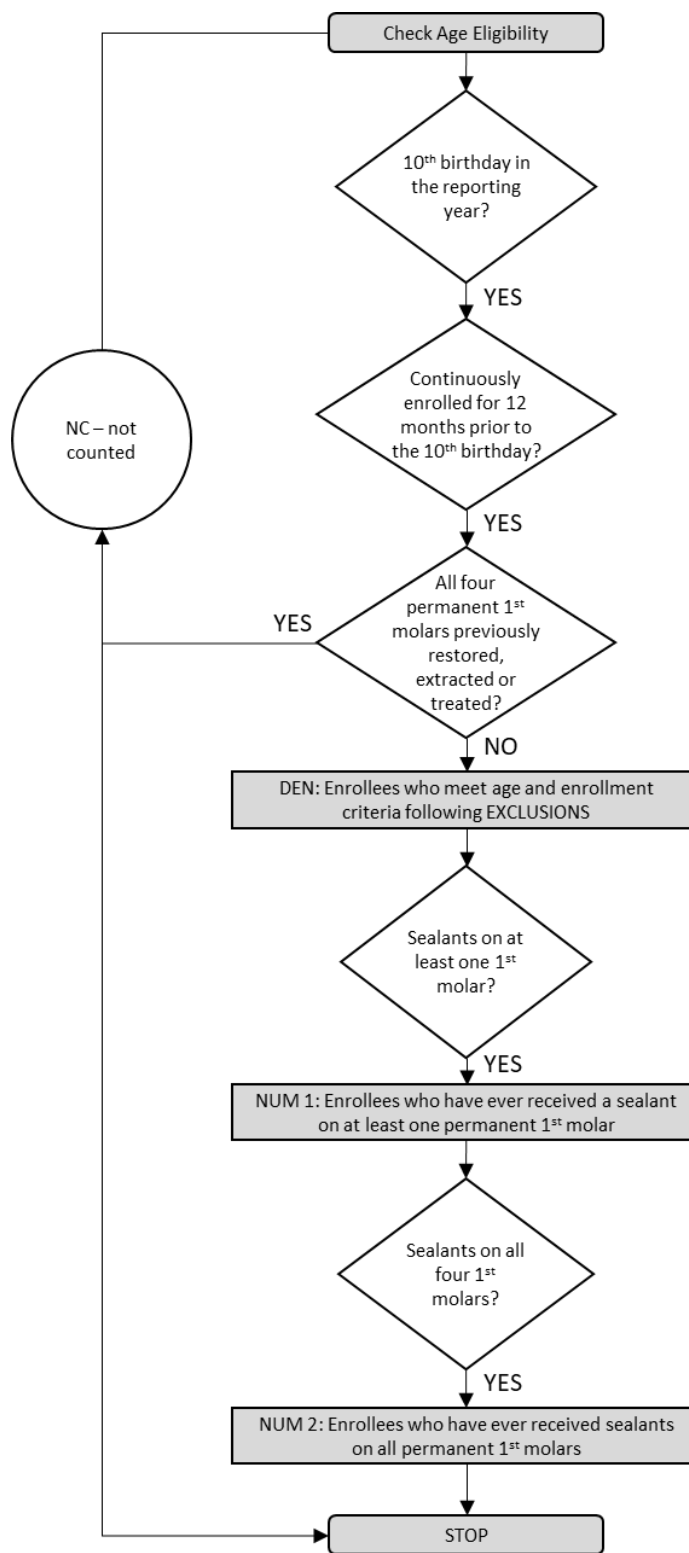 Check Age Eligibility
10th birthday in
the reporting
year?
YES
Continuously
enrolled for 12
months prior to
the 10th birthday?
NC – not
counted
YES
All four
permanent 1st
molars previously
restored,
extracted or
treated?
YES
NO
DEN: Enrollees who meet age and enrollment
criteria following EXCLUSIONS
Sealants on at
least one 1st
molar?
YES
NUM 1: Enrollees who have ever received a sealant
on at least one permanent 1st molar
Sealants on all
four 1st
molars?
YES
NUM 2: Enrollees who have ever received sealants
on all permanent 1st molars
STOP